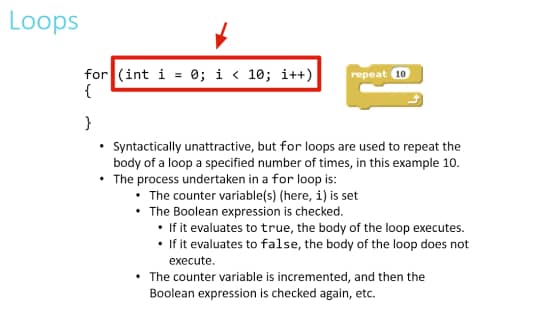 Loops
for (int i = 0; i < 10; i++)
{
}
repeat 10
• Syntactically unattractive, but for loops are used to repeat the
body of a loop a specified number of times, in this example 10.
• The process undertaken in a for loop is:
• The counter variable(s) (here, i) is set
• The Boolean expression is checked.
• If it evaluates to true, the body of the loop executes.
• If it evaluates to false, the body of the loop does not
execute.
• The counter variable is incremented, and then the
Boolean expression is checked again, etc.